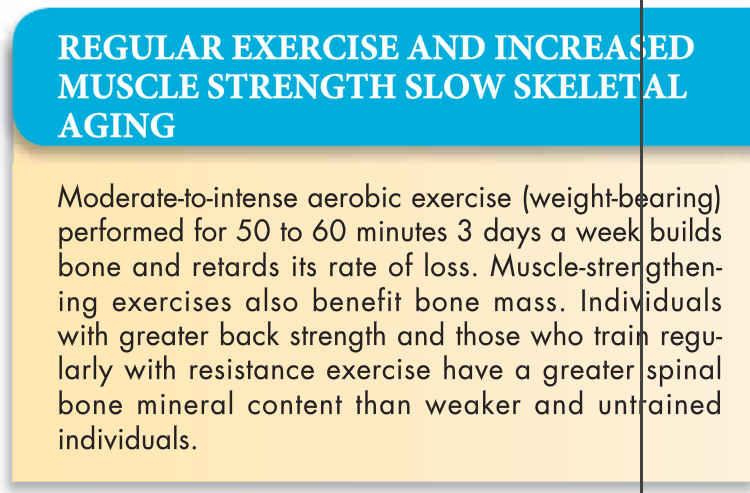 REGULAR EXERCISE AND INCREASED
MUSCLE STRENGTH SLOW SKELETAL
AGING
Moderate-to-intense aerobic exercise (weight-bearing)
performed for 50 to 60 minutes 3 days a week builds
bone and retards its rate of loss. Muscle-strengthen-
ing exercises also benefit bone mass. Individuals
with greater back strength and those who train regu-
larly with resistance exercise have a greater spinal
bone mineral content than weaker and untrained
individuals.